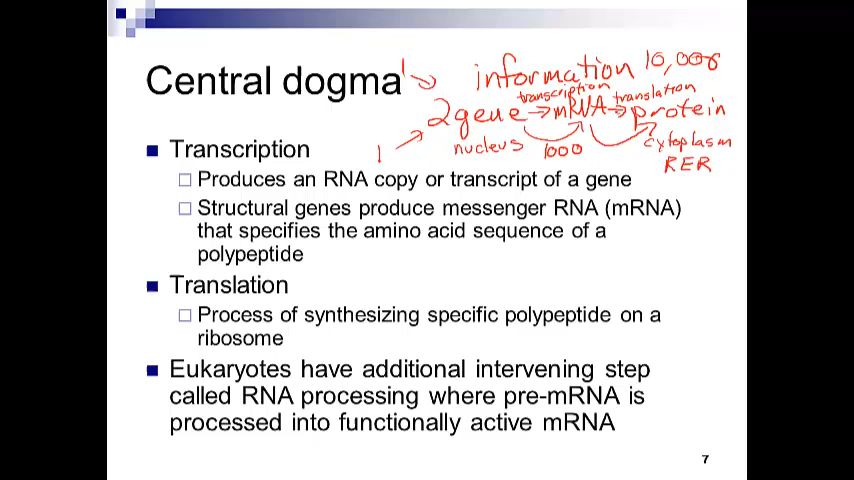 Central dogma
1 information 10,000
transcription translation
2 gene → mRNA → protein
1 nucleus 1000 cytoplasm
RER
Transcription
Produces an RNA copy or transcript of a gene
Structural genes produce messenger RNA (mRNA)
that specifies the amino acid sequence of a
polypeptide
Translation
Process of synthesizing specific polypeptide on a
ribosome
Eukaryotes have additional intervening step
called RNA processing where pre-mRNA is
processed into functionally active mRNA
7